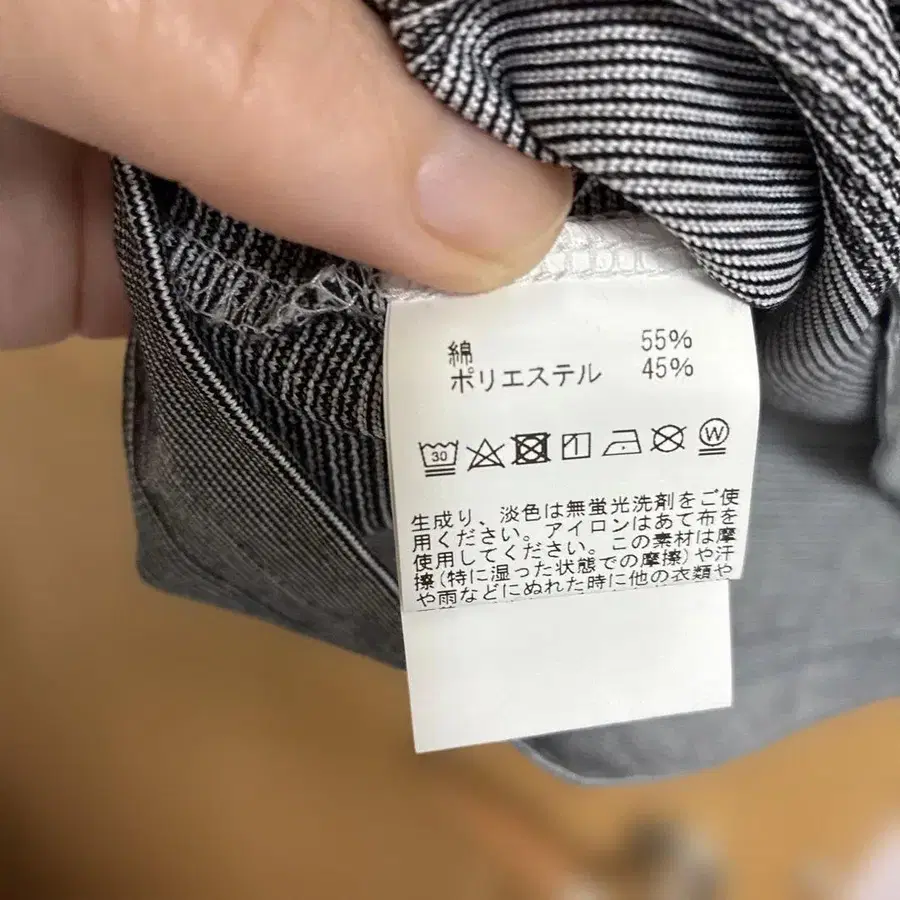 綿 55%
ポリエステル 45%
30 W
生成り、淡色は無蛍光洗剤をご使
用ください。アイロンはあて布を
使用してください。この素材は摩
擦(特に湿った状態での摩擦)や汗
や雨などにぬれた時に他の衣類や